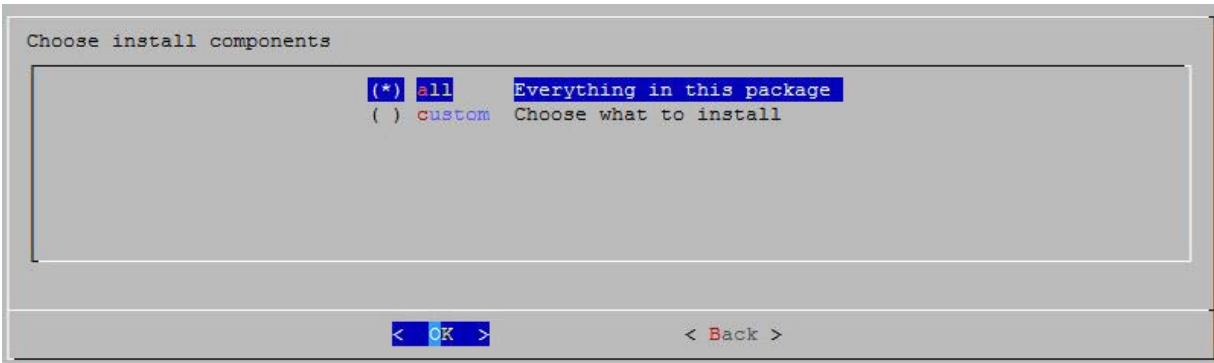 Choose install components
(*) all Everything in this package
( ) custom Choose what to install
< OK > < Back >